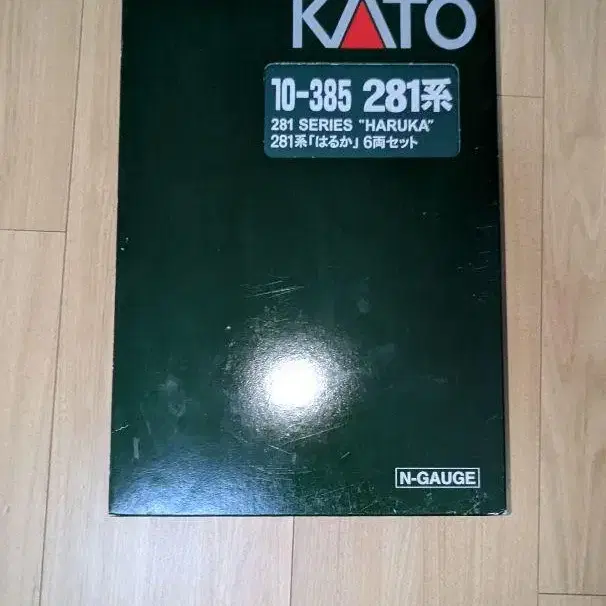 KATO
10-385 281系
281 SERIES "HARUKA"
281系「はるか」6両セット
N-GAUGE